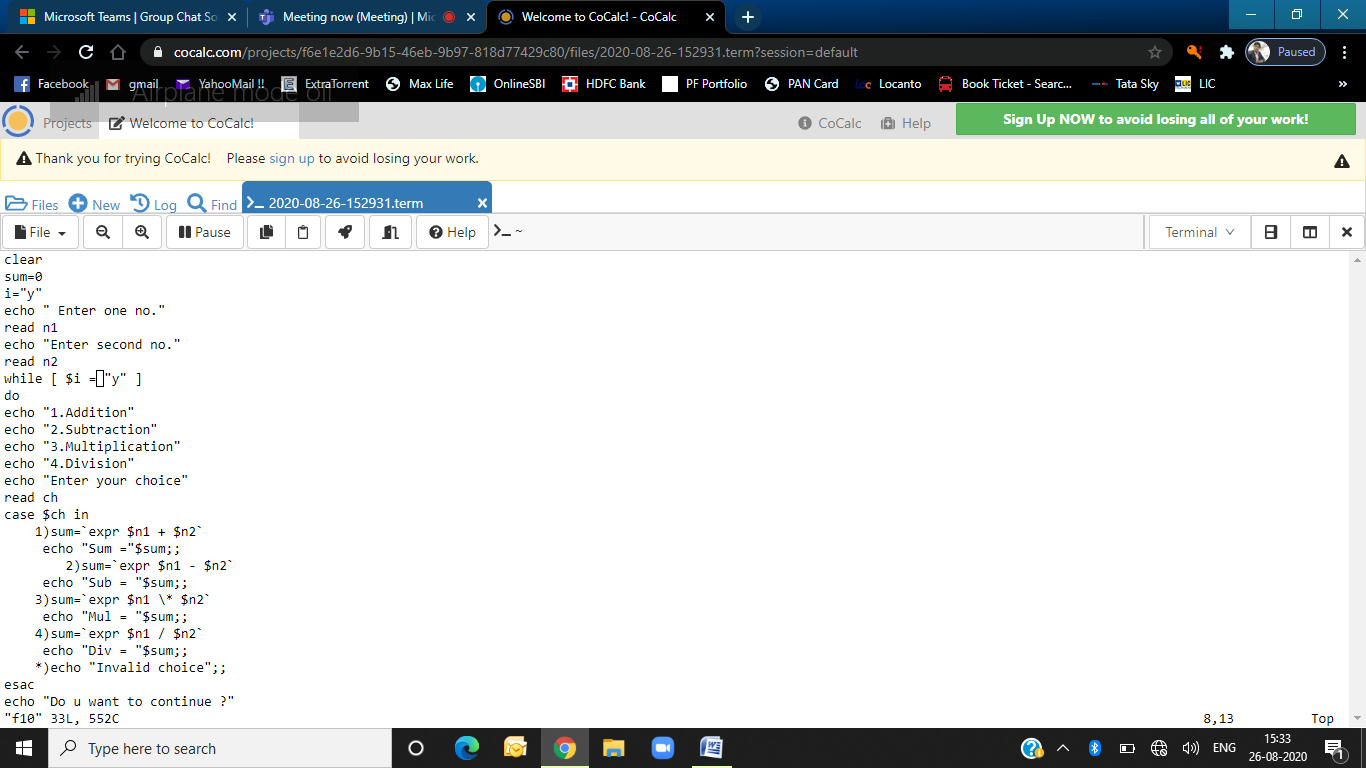 Microsoft Teams | Group Chat So
Meeting now (Meeting) | Mic
Welcome to CoCalc! - CoCalc
cocalc.com/projects/f6e1e2d6-9b15-46eb-9b97-818d77429c80/files/2020-08-26-152931.term?session=default
Paused
Facebook gmail YahooMail !! ExtraTorrent Max Life OnlineSBI HDFC Bank PF Portfolio PAN Card Locanto Book Ticket - Searc... Tata Sky LIC »
Airplane mode off
Projects Welcome to CoCalc! CoCalc Help Sign Up NOW to avoid losing all of your work!
Thank you for trying CoCalc! Please sign up to avoid losing your work.
Files New Log Find 2020-08-26-152931.term
File Pause Help ~ Terminal
clear
sum=0
i="y"
echo " Enter one no."
read n1
echo "Enter second no."
read n2
while [ $i = "y" ]
do
echo "1.Addition"
echo "2.Subtraction"
echo "3.Multiplication"
echo "4.Division"
echo "Enter your choice"
read ch
case $ch in
    1)sum=`expr $n1 + $n2`
     echo "Sum ="$sum;;
        2)sum=`expr $n1 - $n2`
     echo "Sub = "$sum;;
    3)sum=`expr $n1 \* $n2`
     echo "Mul = "$sum;;
    4)sum=`expr $n1 / $n2`
     echo "Div = "$sum;;
    *)echo "Invalid choice";;
esac
echo "Do u want to continue ?"
"f10" 33L, 552C 8,13 Top
Type here to search
ENG
15:33
26-08-2020
1